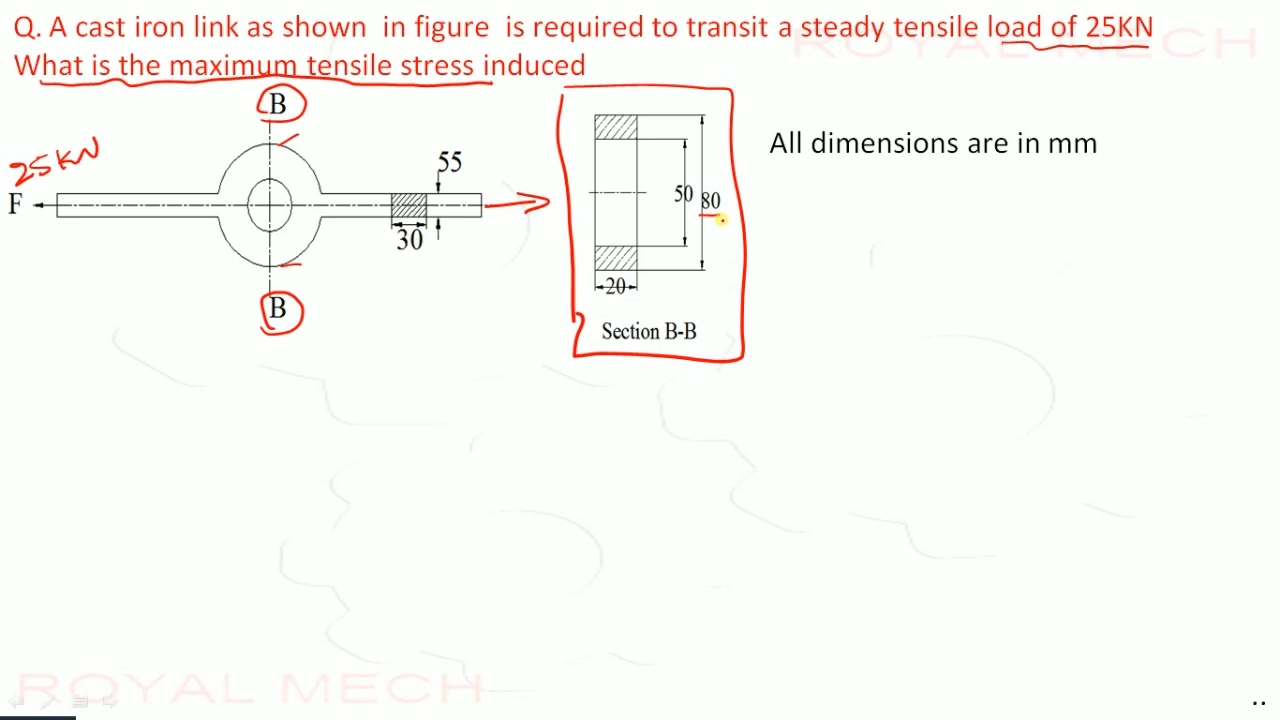 Q. A cast iron link as shown in figure is required to transit a steady tensile load of 25KN
What is the maximum tensile stress induced
ROYAL MECH
B
All dimensions are in mm
25KN
55
F
50
80
30
20
B
Section B-B
ROYAL MECH
..